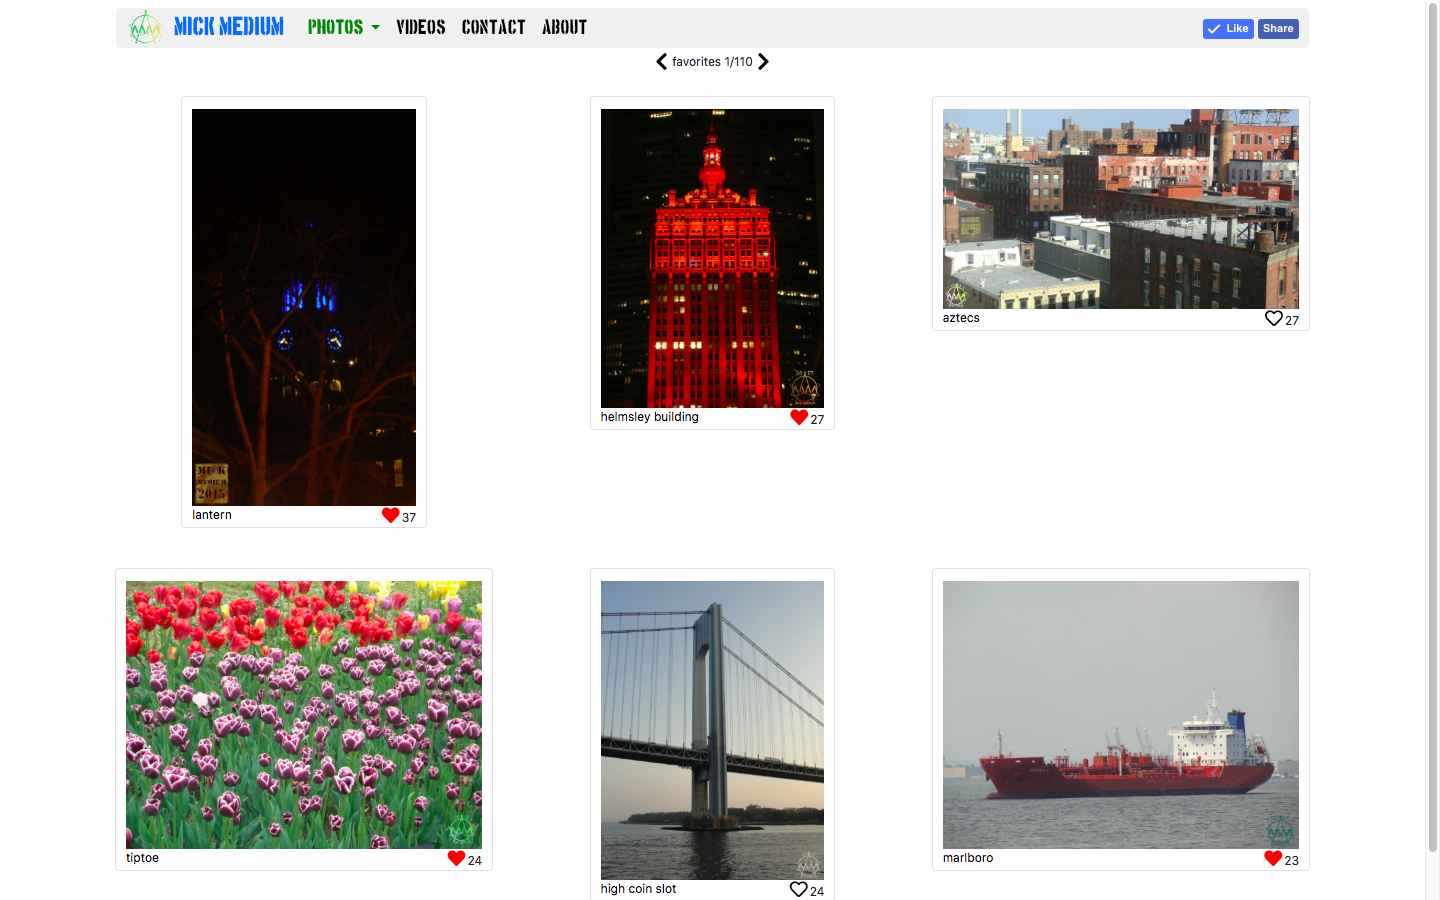 MICK MEDIUM PHOTOS VIDEOS CONTACT ABOUT Like Share
favorites 1/110
MICK
MEDIUM
2015
lantern 37
helmsley building 27
aztecs 27
tiptoe 24
high coin slot 24
marlboro 23